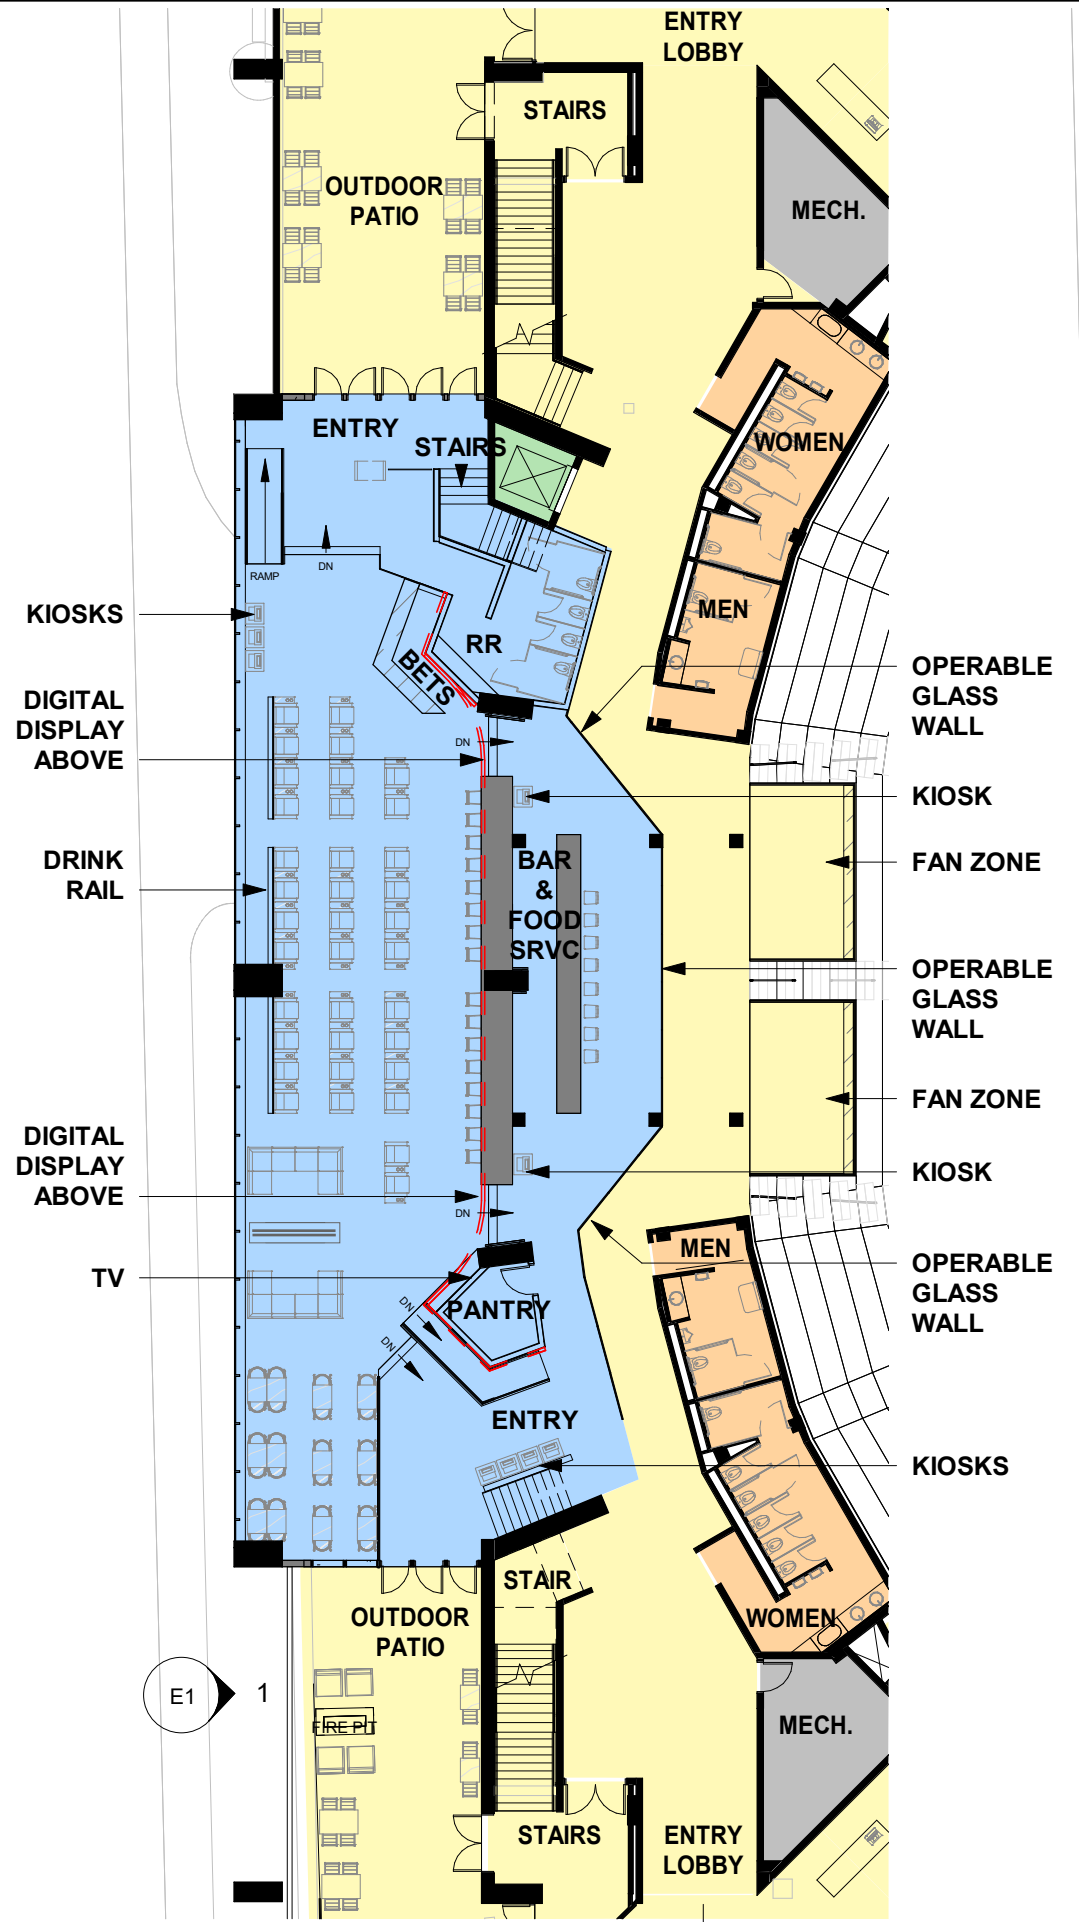 ENTRY
LOBBY
STAIRS
OUTDOOR
PATIO
MECH.
ENTRY
STAIRS
WOMEN
RAMP
DN
KIOSKS
MEN
RR
BETS
OPERABLE
GLASS
WALL
DIGITAL
DISPLAY
ABOVE
DN
KIOSK
DRINK
RAIL
BAR
&
FOOD
SRVC
FAN ZONE
OPERABLE
GLASS
WALL
FAN ZONE
DIGITAL
DISPLAY
ABOVE
KIOSK
DN
MEN
TV
PANTRY
OPERABLE
GLASS
WALL
DN
DN
ENTRY
KIOSKS
STAIR
OUTDOOR
PATIO
WOMEN
E1
1
FIRE PIT
MECH.
STAIRS
ENTRY
LOBBY